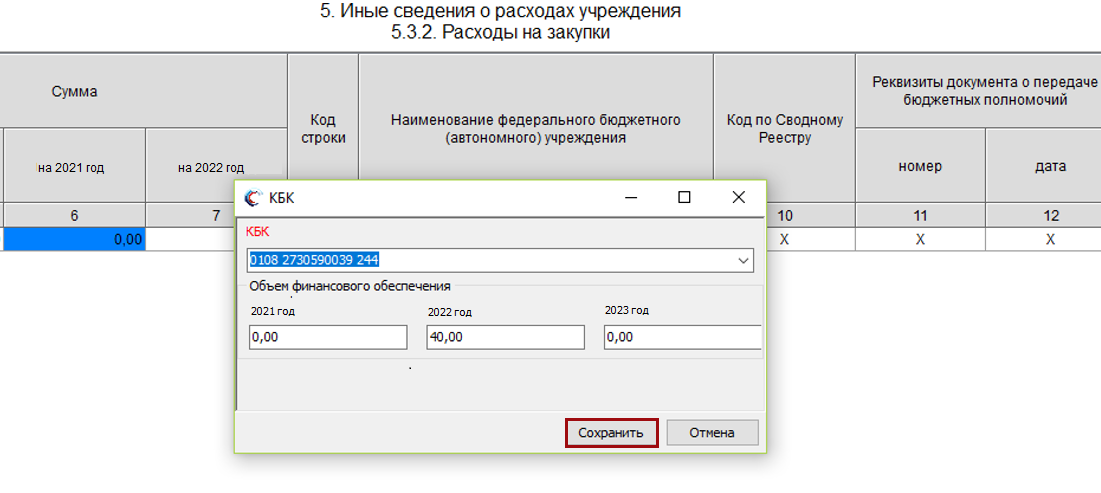 5. Иные сведения о расходах учреждения
5.3.2. Расходы на закупки
Сумма
Код строки
Наименование федерального бюджетного (автономного) учреждения
Код по Сводному Реестру
Реквизиты документа о передаче бюджетных полномочий
на 2021 год
на 2022 год
номер
дата
6
7
10
11
12
0,00
X
X
X
КБК
КБК
0108 2730590039 244
Объем финансового обеспечения
2021 год
2022 год
2023 год
0,00
40,00
0,00
Сохранить
Отмена